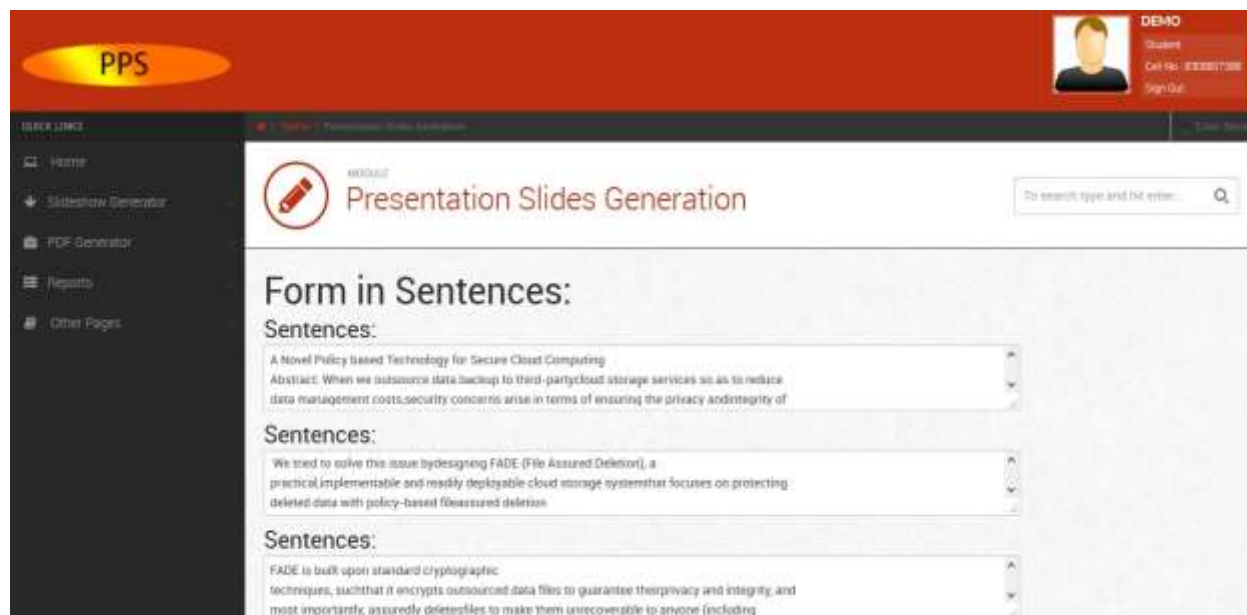 PPS
DEMO
Student
Cell No
Sign Out
QUICK LINKS
Home / Presentation Slides Generation
Home
Slideshow Generator
PDF Generator
Reports
Other Pages
MODULE
Presentation Slides Generation
To search type and hit enter...
Form in Sentences:
Sentences:
A Novel Policy based Technology for Secure Cloud Computing
Abstract: When we outsource data backup to third-partycloud storage services so as to reduce
data management costs,security concerns arise in terms of ensuring the privacy andintegrity of
Sentences:
We tried to solve this issue bydesigning FADE (File Assured Deletion), a
practical,implementable and readily deployable cloud storage systemthat focuses on protecting
deleted data with policy-based fileassured deletion
Sentences:
FADE is built upon standard cryptographic
techniques, suchthat it encrypts outsourced data files to guarantee theirprivacy and integrity, and
most importantly, assuredly deletesfiles to make them unrecoverable to anyone (including